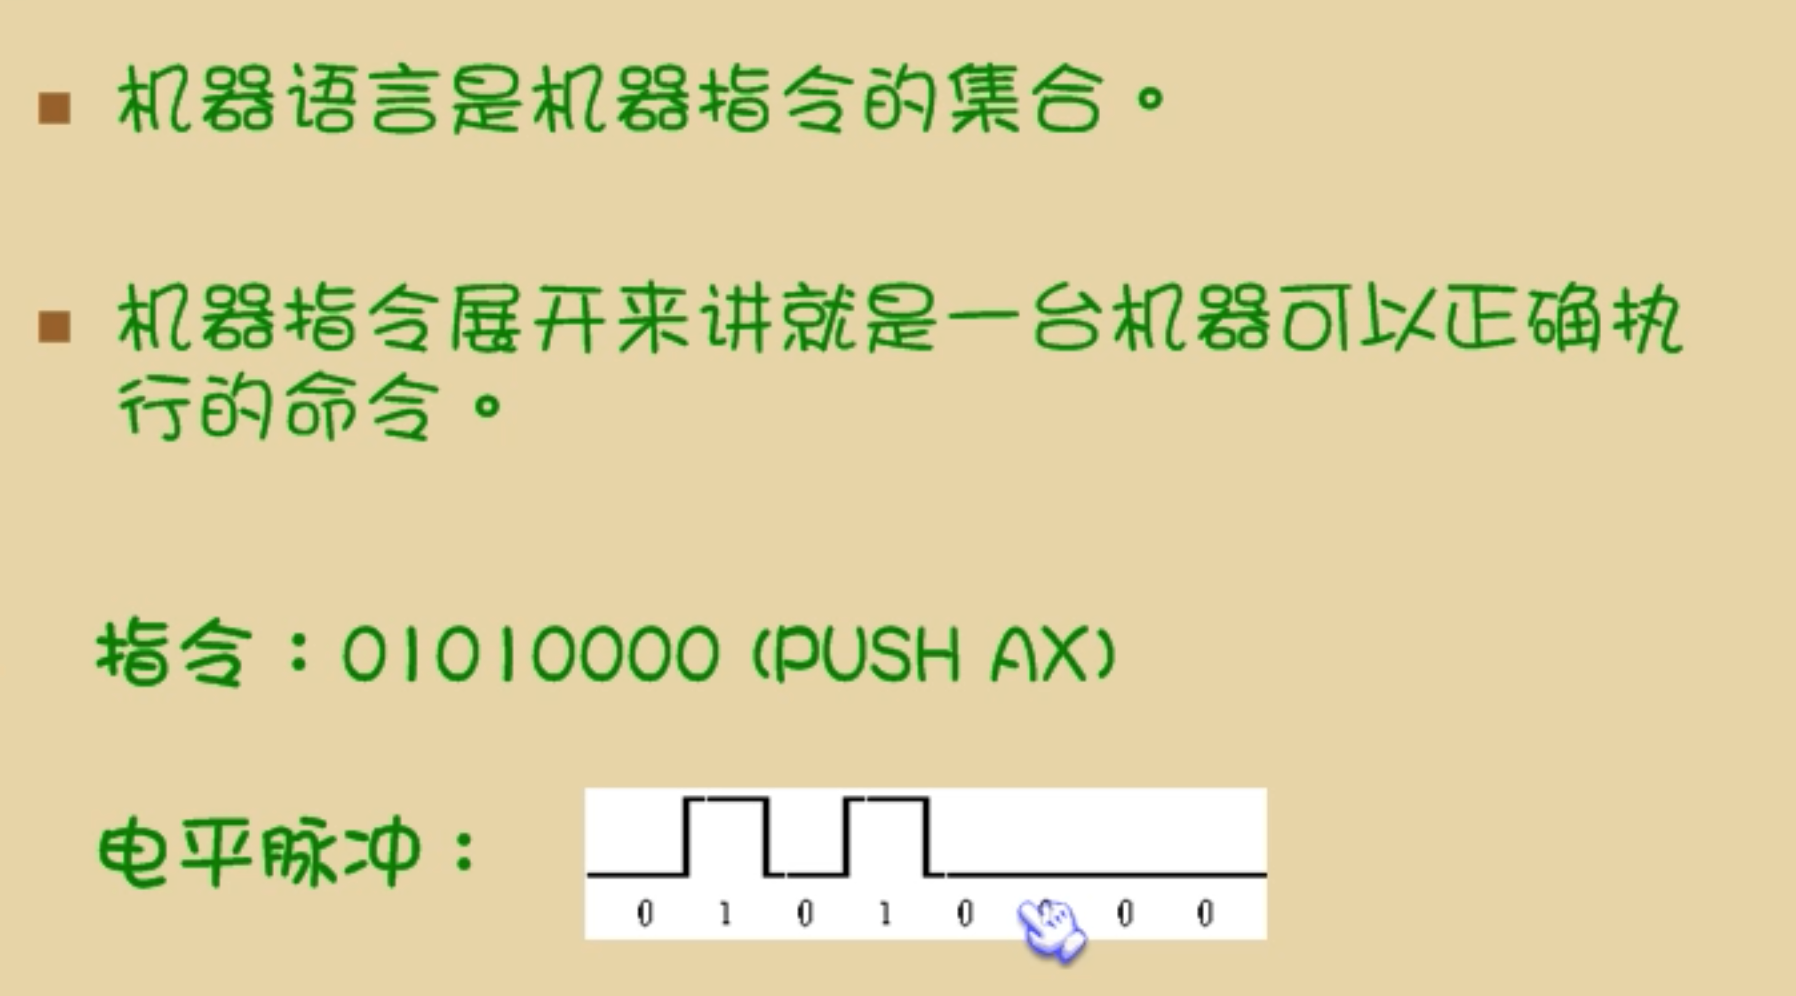 机器语言是机器指令的集合。
机器指令展开来讲就是一台机器可以正确执
行的命令。
指令：01010000 (PUSH AX)
电平脉冲：
0 1 0 1 0 0 0